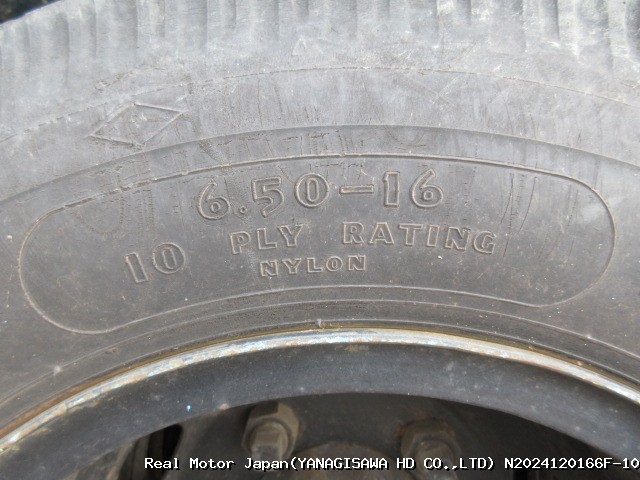 6.50-16
10 PLY RATING
NYLON
Real Motor Japan(YANAGISAWA HD CO.,LTD) N2024120166F-10